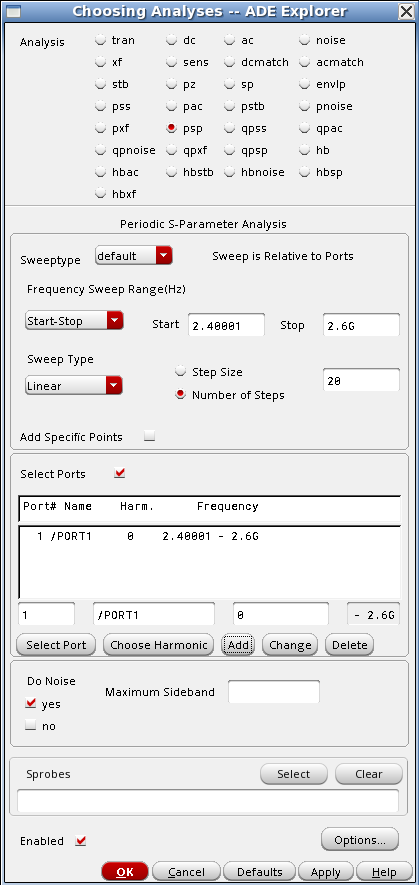 Choosing Analyses -- ADE Explorer
Analysis tran dc ac noise
xf sens dcmatch acmatch
stb pz sp envlp
pss pac pstb pnoise
pxf psp qpss qpac
qpnoise qpxf qpsp hb
hbac hbstb hbnoise hbsp
hbxf
Periodic S-Parameter Analysis
Sweeptype default Sweep is Relative to Ports
Frequency Sweep Range(Hz)
Start-Stop Start 2.40001 Stop 2.6G
Sweep Type
Step Size
Linear 20
Number of Steps
Add Specific Points
Select Ports
Port# Name Harm. Frequency
1 /PORT1 0 2.40001 - 2.6G
1 /PORT1 0 - 2.6G
Select Port Choose Harmonic Add Change Delete
Do Noise
Maximum Sideband
yes
no
Sprobes Select Clear
Enabled Options...
OK Cancel Defaults Apply Help